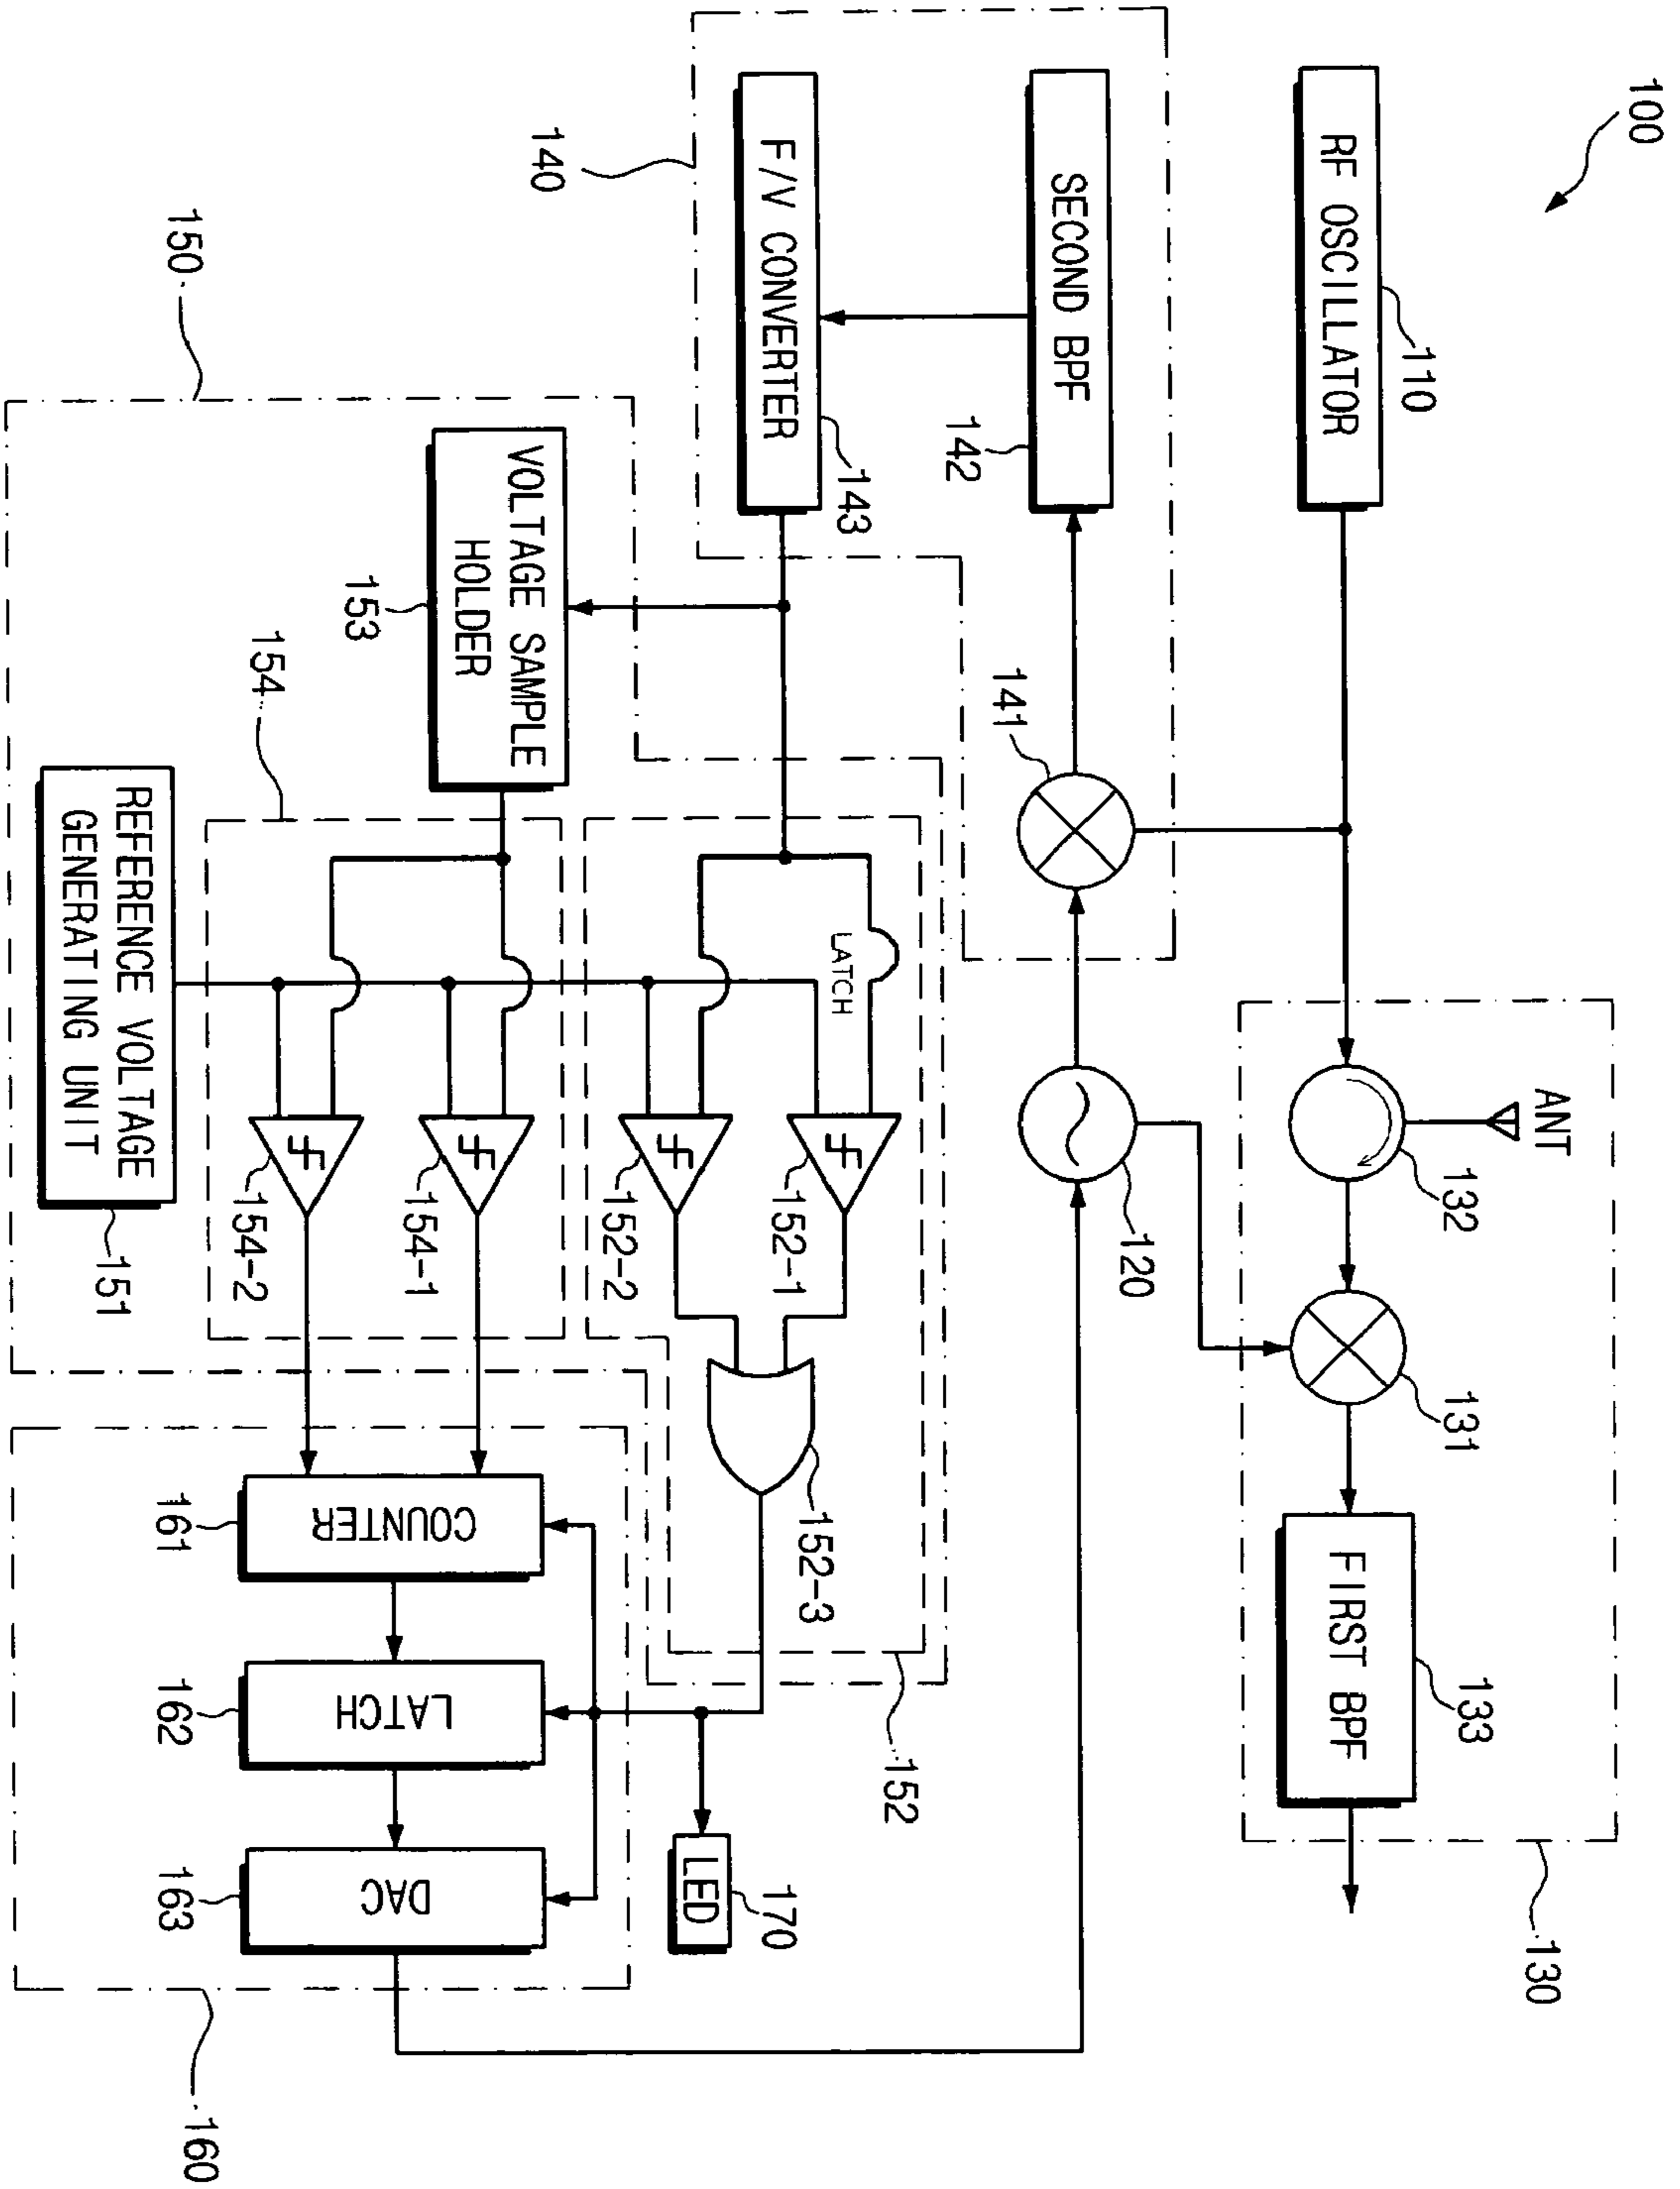 100
RF OSCILLATOR
110
ANT
132
131
FIRST BPF
133
130
SECOND BPF
142
141
120
F/V CONVERTER
143
140
150
VOLTAGE SAMPLE
HOLDER
153
154
LATCH
152-1
152-2
152-3
152
154-1
154-2
REFERENCE VOLTAGE
GENERATING UNIT
151
COUNTER
161
LATCH
162
DAC
163
LED
170
160